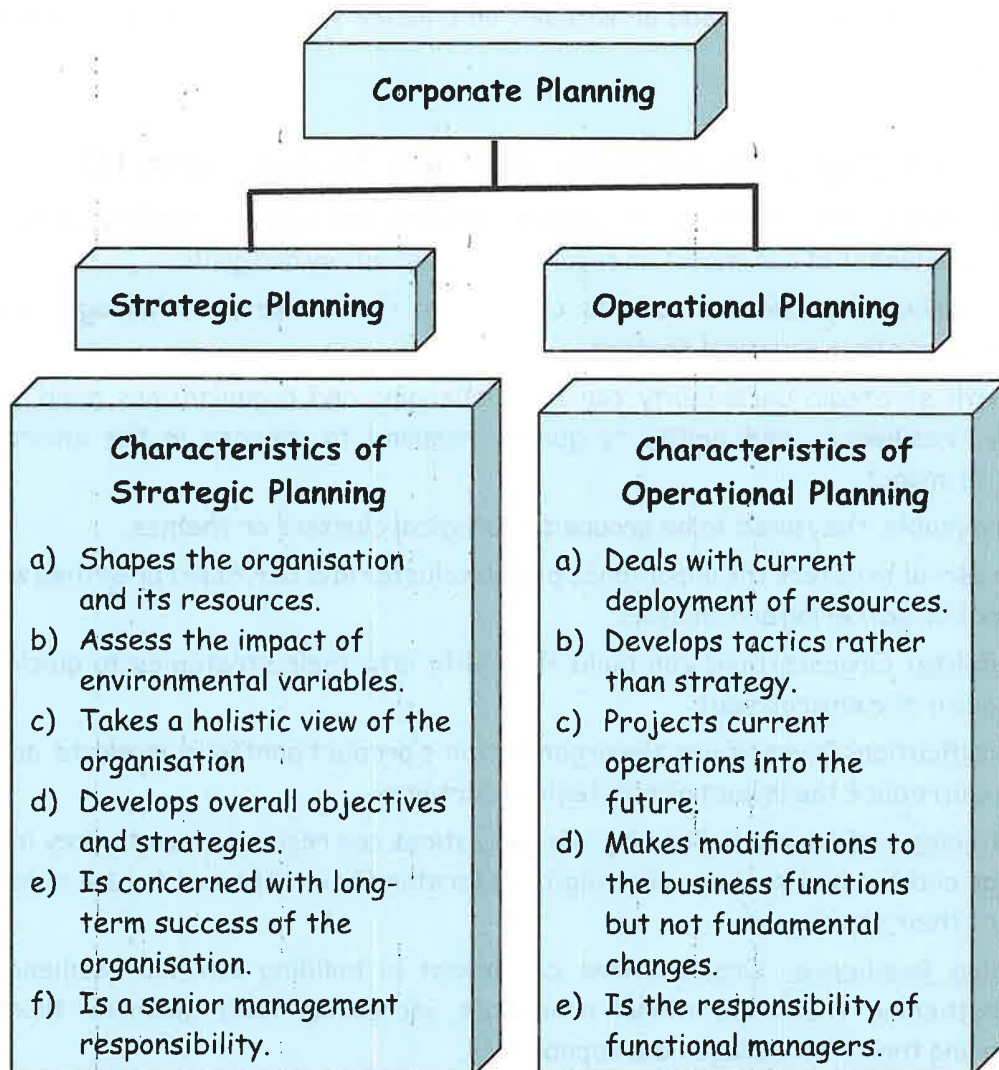 Corporate Planning
Strategic Planning
Operational Planning
Characteristics of
Strategic Planning
a) Shapes the organisation
and its resources.
b) Assess the impact of
environmental variables.
c) Takes a holistic view of the
organisation
d) Develops overall objectives
and strategies.
e) Is concerned with long-
term success of the
organisation.
f) Is a senior management
responsibility.
Characteristics of
Operational Planning
a) Deals with current
deployment of resources.
b) Develops tactics rather
than strategy.
c) Projects current
operations into the
future.
d) Makes modifications to
the business functions
but not fundamental
changes.
e) Is the responsibility of
functional managers.